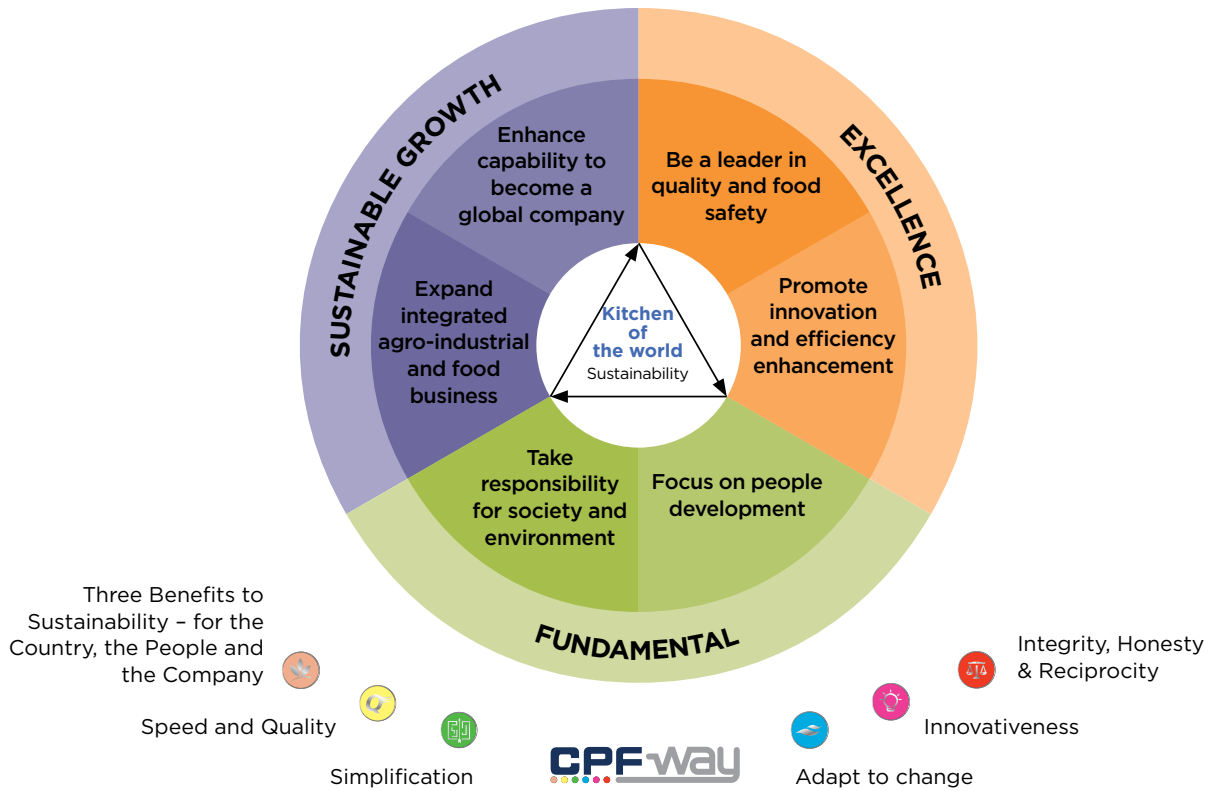 SUSTAINABLE GROWTH
EXCELLENCE
FUNDAMENTAL
Enhance
capability to
become a
global company
Be a leader in
quality and food
safety
Expand
integrated
agro-industrial
and food
business
Kitchen
of
the world
Sustainability
Promote
innovation
and efficiency
enhancement
Take
responsibility
for society and
environment
Focus on people
development
Three Benefits to
Sustainability – for the
Country, the People and
the Company
Q
Speed and Quality
Simplification
CPF-way
Adapt to change
Innovativeness
Integrity, Honesty
& Reciprocity